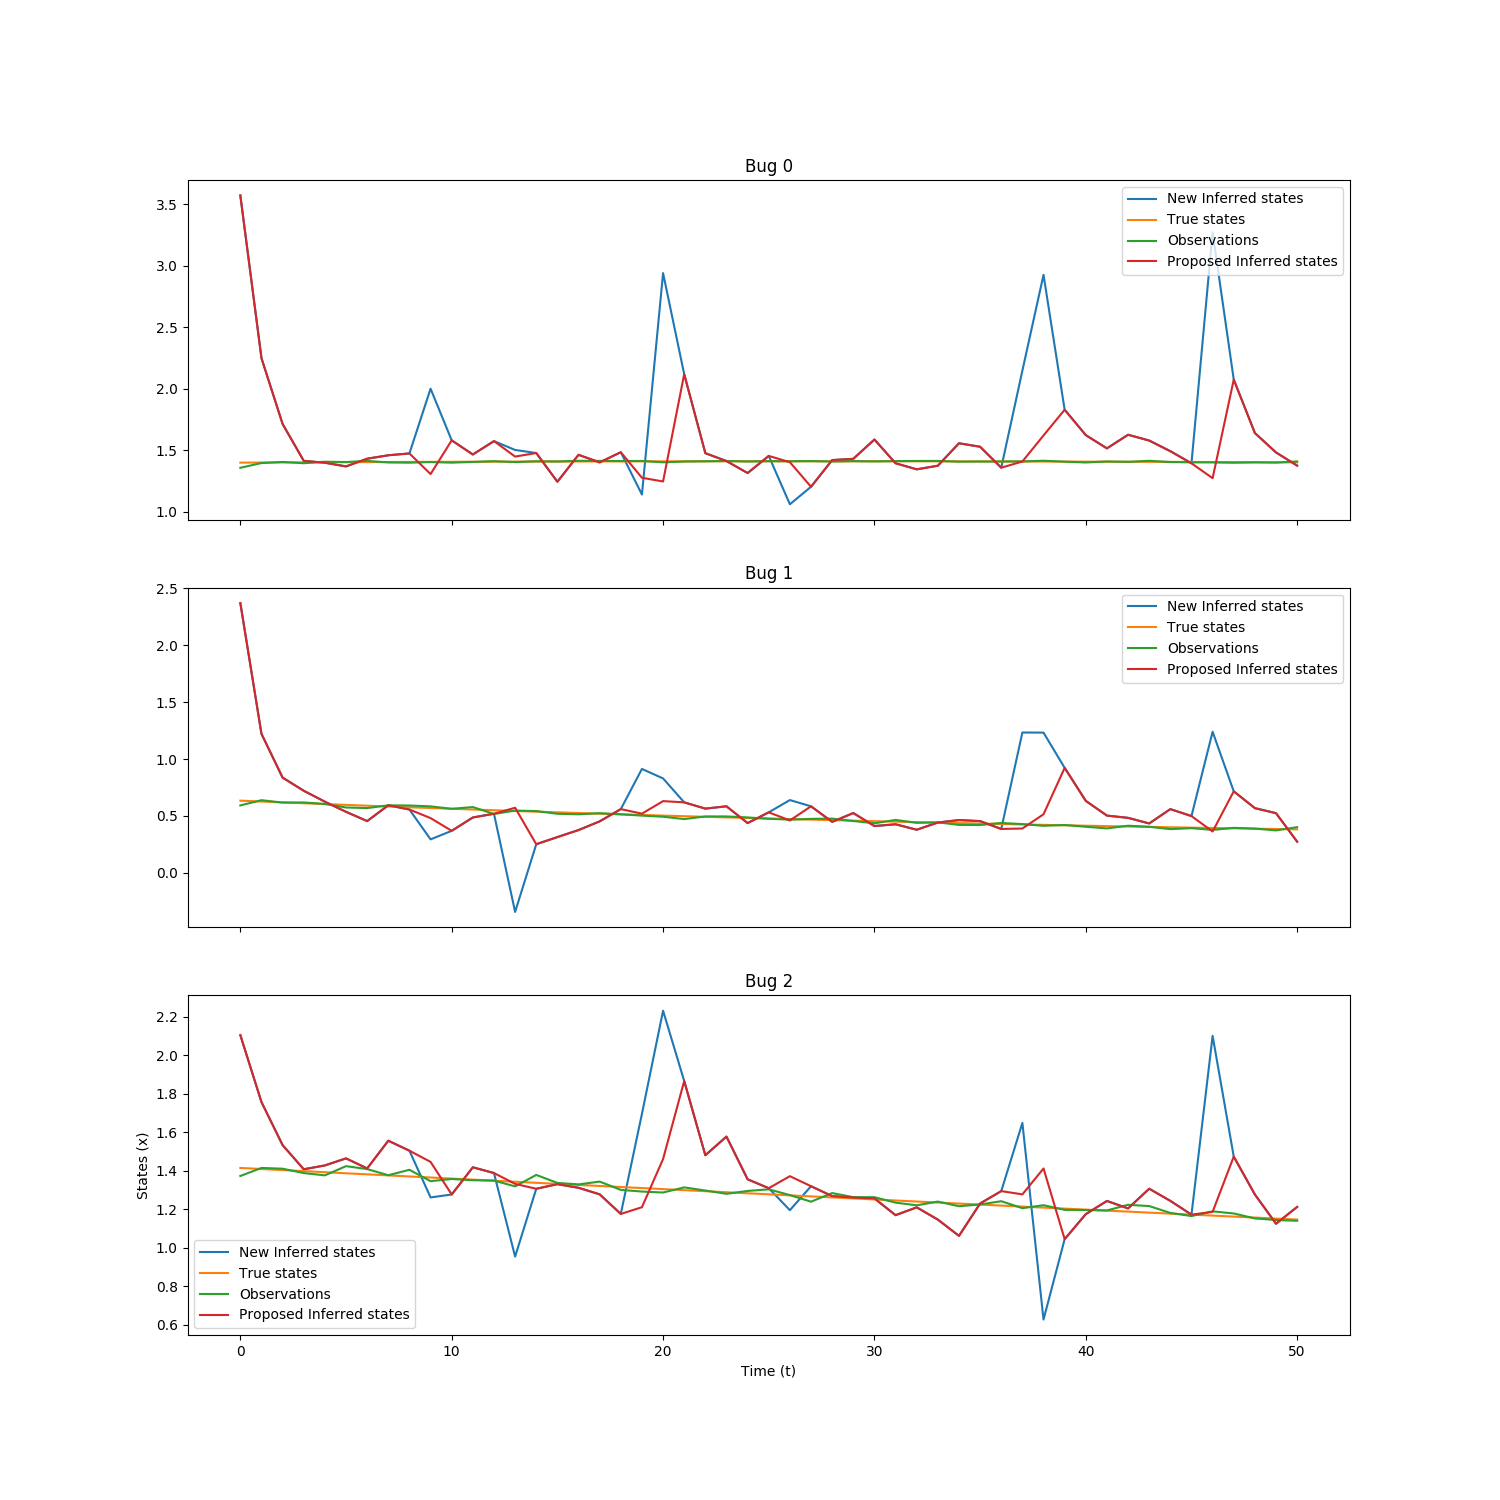 Bug 0
3.5
3.0
2.5
2.0
1.5
1.0
New Inferred states
True states
Observations
Proposed Inferred states
Bug 1
2.5
2.0
1.5
1.0
0.5
0.0
New Inferred states
True states
Observations
Proposed Inferred states
Bug 2
States (x)
2.2
2.0
1.8
1.6
1.4
1.2
1.0
0.8
0.6
New Inferred states
True states
Observations
Proposed Inferred states
0 10 20 30 40 50
Time (t)